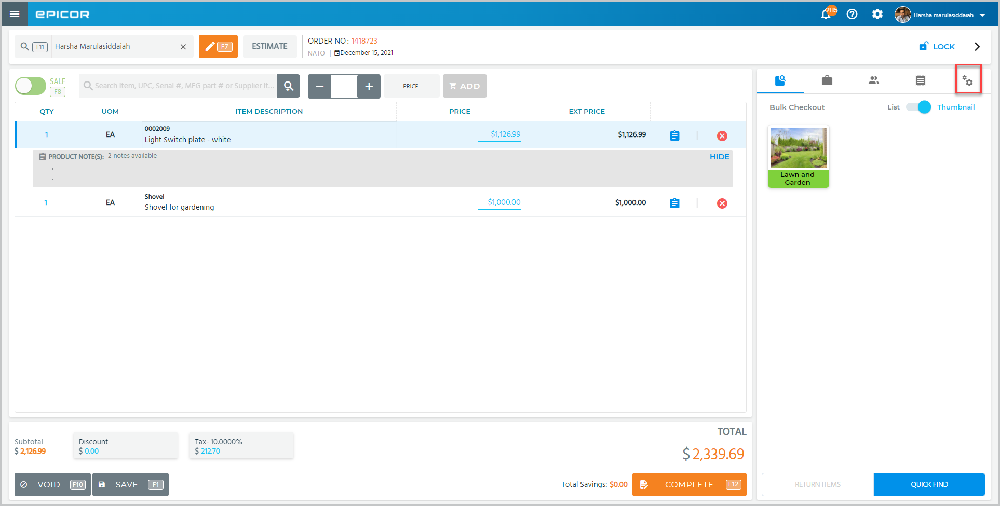 EPICOR
2115
Harsha marulasiddaiah
F11
Harsha Marulasiddaiah
F7
ESTIMATE
ORDER NO : 1418723
NATO | December 15, 2021
LOCK
SALE
F8
Search Item, UPC, Serial #, MFG part # or Supplier It...
PRICE
ADD
QTY UOM ITEM DESCRIPTION PRICE EXT PRICE
1 EA 0002009 $1,126.99 $1,126.99
Light Switch plate - white
PRODUCT NOTE(S): 2 notes available HIDE
1 EA Shovel $1,000.00 $1,000.00
Shovel for gardening
Bulk Checkout
List Thumbnail
Lawn and
Garden
Subtotal
$ 2,126.99
Discount
$ 0.00
Tax- 10.0000%
$ 212.70
TOTAL
$ 2,339.69
VOID F10
SAVE F1
Total Savings: $0.00
COMPLETE F12
RETURN ITEMS
QUICK FIND